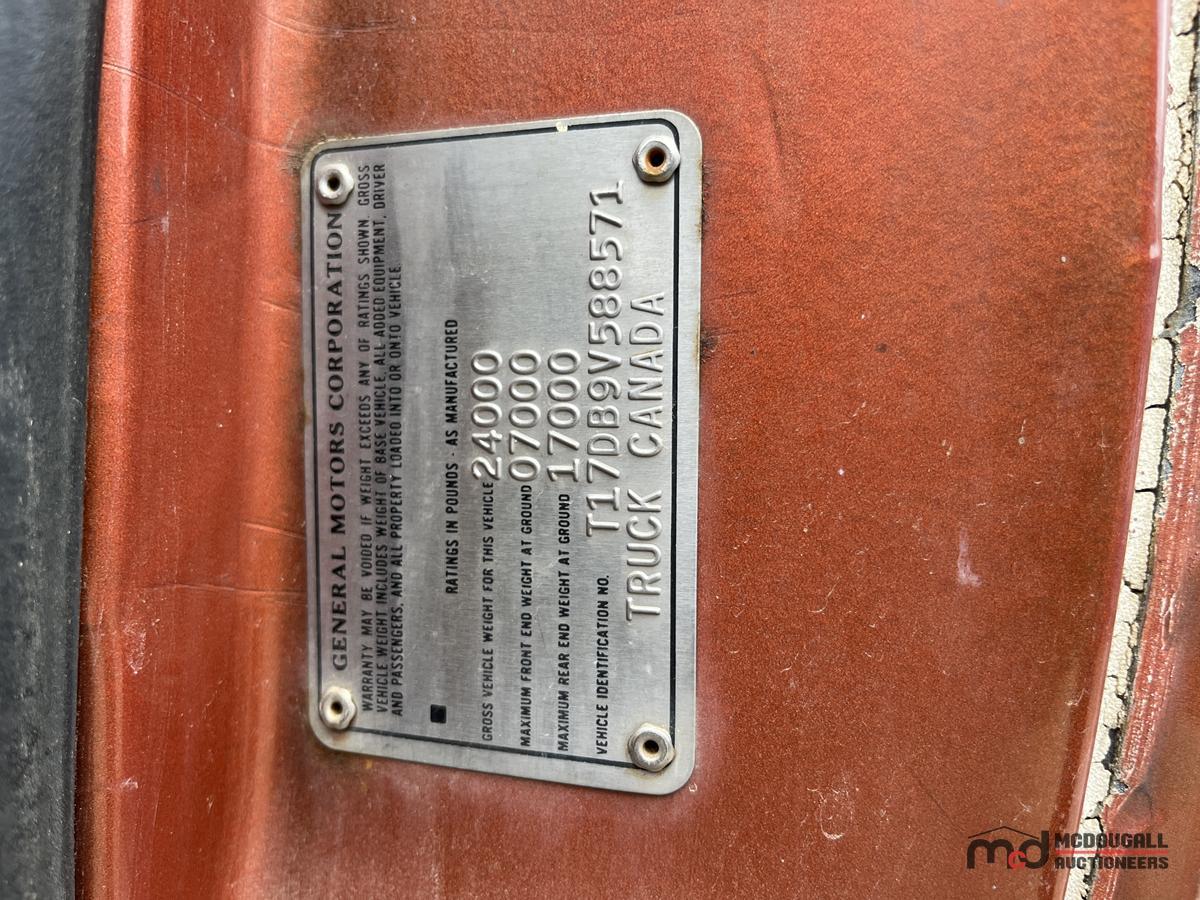 GENERAL MOTORS CORPORATION
WARRANTY MAY BE VOIDED IF WEIGHT EXCEEDS ANY OF RATINGS SHOWN. GROSS
VEHICLE WEIGHT INCLUDES WEIGHT OF BASE VEHICLE, ALL ADDED EQUIPMENT, DRIVER
AND PASSENGERS, AND ALL PROPERTY LOADED INTO OR ONTO VEHICLE.
RATINGS IN POUNDS - AS MANUFACTURED
GROSS VEHICLE WEIGHT FOR THIS VEHICLE 24000
MAXIMUM FRONT END WEIGHT AT GROUND 07000
MAXIMUM REAR END WEIGHT AT GROUND 17000
VEHICLE IDENTIFICATION NO. T17DB9V588571
TRUCK CANADA
mcd MCDOUGALL
AUCTIONEERS